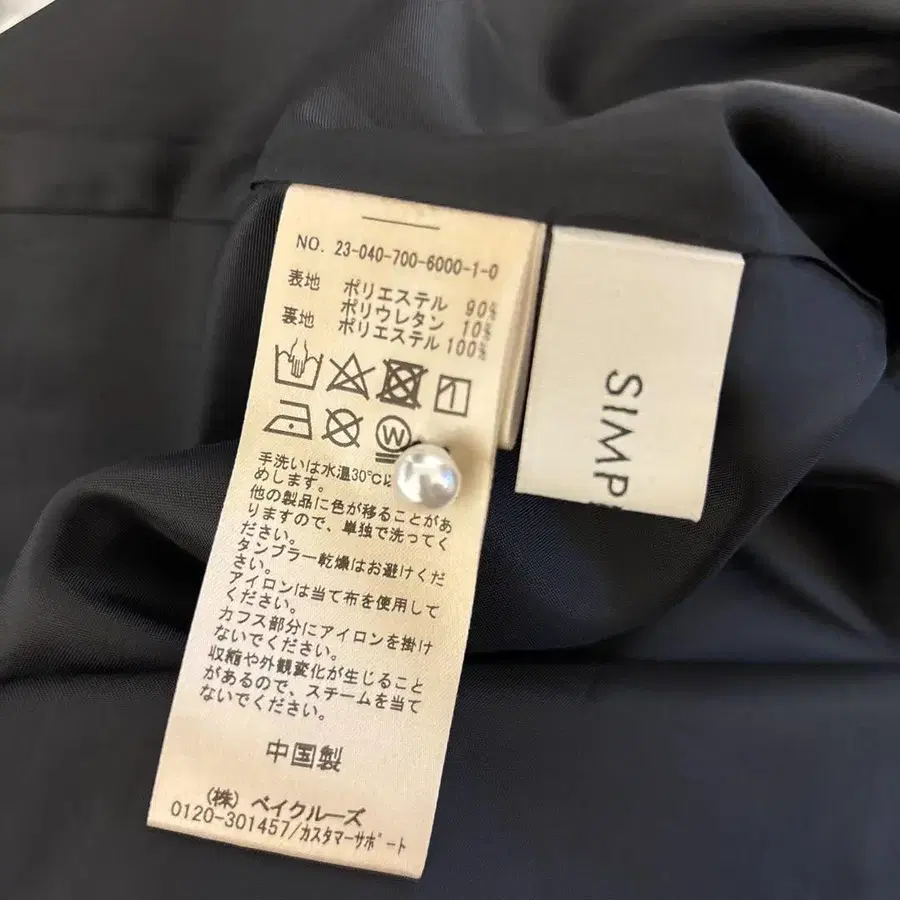 NO. 23-040-700-6000-1-0
表地 ポリエステル 90%
ポリウレタン 10%
裏地 ポリエステル 100%
W
手洗いは水温30℃以
めします。
他の製品に色が移ることがあ
りますので、単独で洗ってく
ださい。
タンブラー乾燥はお避けくだ
さい。
アイロンは当て布を使用して
ください。
カフス部分にアイロンを掛け
ないでください。
収縮や外観変化が生じること
があるので、スチームを当て
ないでください。
中国製
(株) ベイクルーズ
0120-301457/カスタマーサポート
SIMP